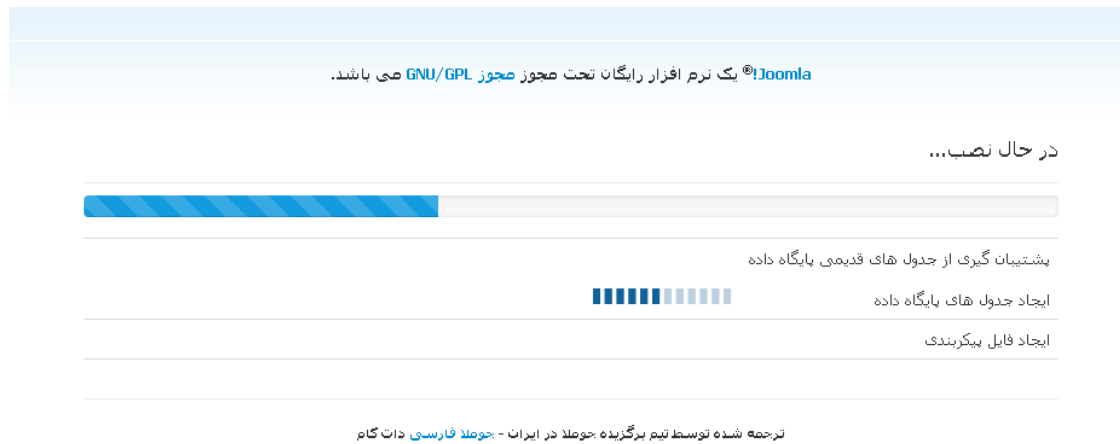 Joomla!® یک نرم افزار رایگان تحت مجوز مجوز GNU/GPL می باشد.
در حال نصب...
پشتیبان گیری از جدول های قدیمی پایگاه داده
ایجاد جدول های پایگاه داده
ایجاد فایل پیکربندی
ترجمه شده توسط تیم برگزیده جوملا در ایران - جوملا فارسی دات کام